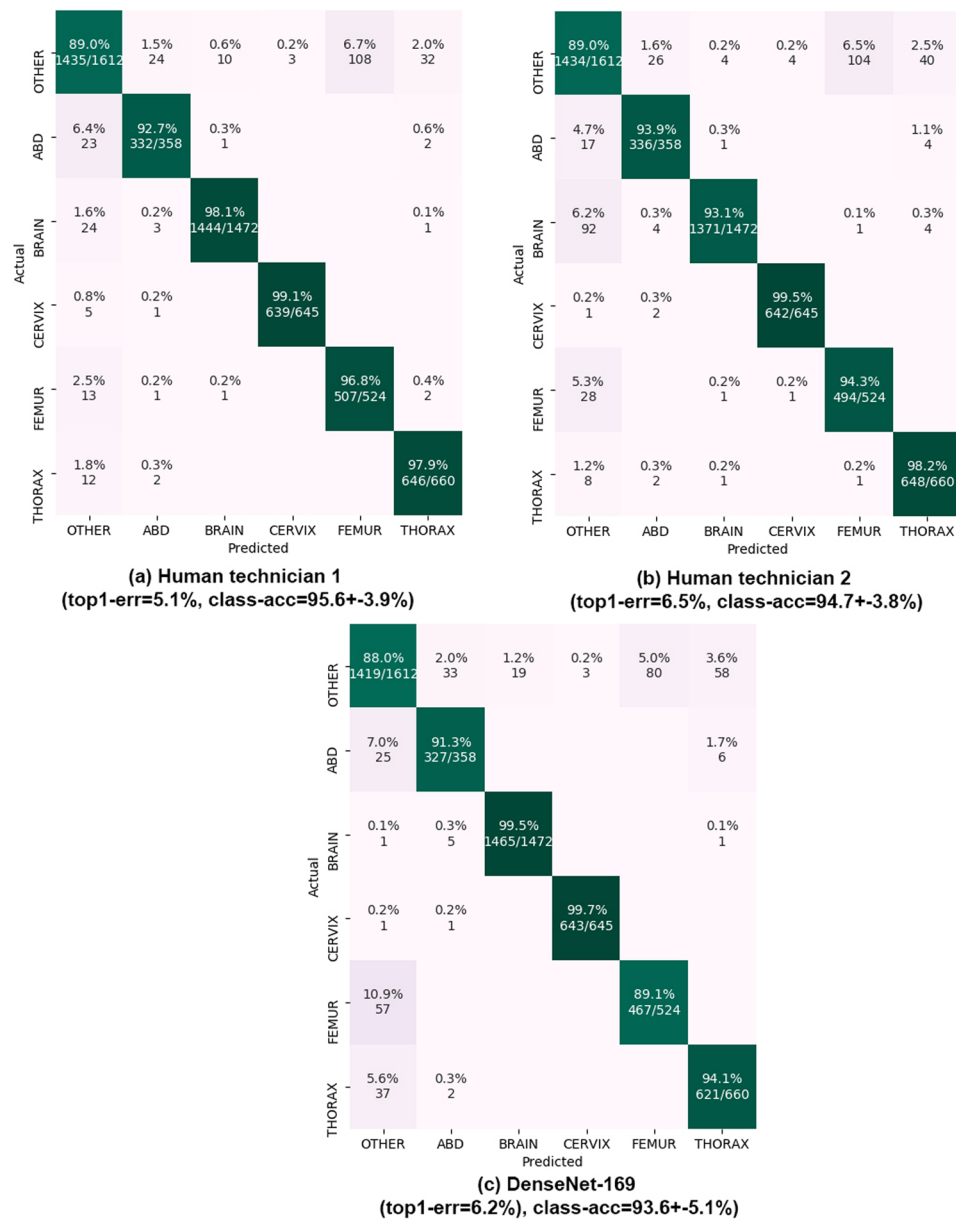 89.0% 1.5% 0.6% 0.2% 6.7% 2.0%
1435/1612 24 10 3 108 32
OTHER
6.4% 92.7% 0.3% 0.6%
23 332/358 1 2
ABD
1.6% 0.2% 98.1% 0.1%
24 3 1444/1472 1
BRAIN
Actual
0.8% 0.2% 99.1%
5 1 639/645
CERVIX
2.5% 0.2% 0.2% 96.8% 0.4%
13 1 1 507/524 2
FEMUR
1.8% 0.3% 97.9%
12 2 646/660
THORAX
OTHER ABD BRAIN CERVIX FEMUR THORAX
Predicted
(a) Human technician 1
(top1-err=5.1%, class-acc=95.6+-3.9%)
89.0% 1.6% 0.2% 0.2% 6.5% 2.5%
1434/1612 26 4 4 104 40
OTHER
4.7% 93.9% 0.3% 1.1%
17 336/358 1 4
ABD
6.2% 0.3% 93.1% 0.1% 0.3%
92 4 1371/1472 1 4
BRAIN
Actual
0.2% 0.3% 99.5%
1 2 642/645
CERVIX
5.3% 0.2% 0.2% 94.3%
28 1 1 494/524
FEMUR
1.2% 0.3% 0.2% 0.2% 98.2%
8 2 1 1 648/660
THORAX
OTHER ABD BRAIN CERVIX FEMUR THORAX
Predicted
(b) Human technician 2
(top1-err=6.5%, class-acc=94.7+-3.8%)
88.0% 2.0% 1.2% 0.2% 5.0% 3.6%
1419/1612 33 19 3 80 58
OTHER
7.0% 91.3% 1.7%
25 327/358 6
ABD
0.1% 0.3% 99.5% 0.1%
1 5 1465/1472 1
BRAIN
Actual
0.2% 0.2% 99.7%
1 1 643/645
CERVIX
10.9% 89.1%
57 467/524
FEMUR
5.6% 0.3% 94.1%
37 2 621/660
THORAX
OTHER ABD BRAIN CERVIX FEMUR THORAX
Predicted
(c) DenseNet-169
(top1-err=6.2%), class-acc=93.6+-5.1%)